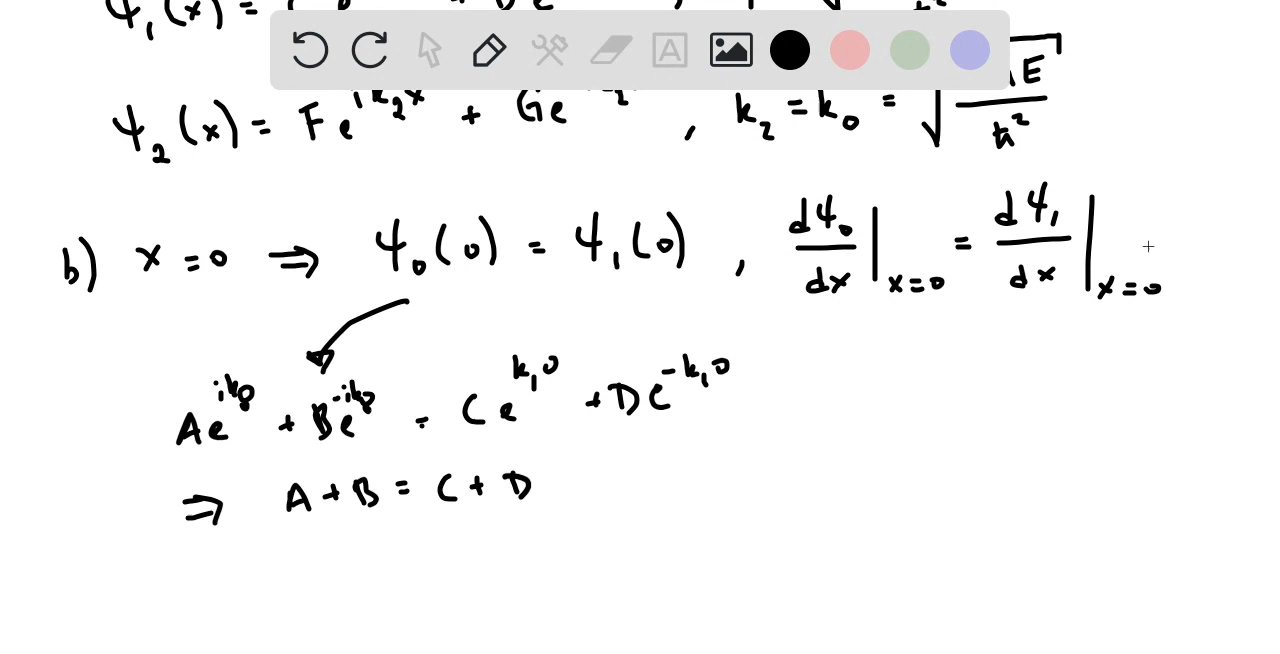 ψ₁(x) =
ψ₂(x) = Fe^{ik₂x} + Ge , k₂ = k₀ = √(E/ħ²)
b) x = 0 ⇒ ψ₀(0) = ψ₁(0) , dψ₀/dx |ₓ₌₀ = dψ₁/dx |ₓ₌₀
Ae^{ik0} + Be^{-ik0} = Ce^{k₁0} + De^{-k₁0}
⇒ A + B = C + D